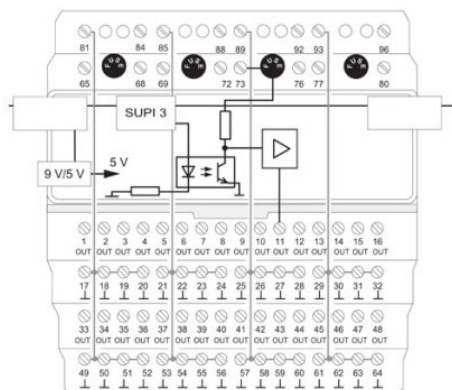 81 84 85 88 89 92 93 96
FUSE FUSE FUSE FUSE
65 68 69 72 73 76 77 80
SUPI 3
5 V
9 V/5 V
1 2 3 4 5 6 7 8 9 10 11 12 13 14 15 16
OUT OUT OUT OUT OUT OUT OUT OUT OUT OUT OUT OUT OUT OUT OUT OUT
17 18 19 20 21 22 23 24 25 26 27 28 29 30 31 32
33 34 35 36 37 38 39 40 41 42 43 44 45 46 47 48
OUT OUT OUT OUT OUT OUT OUT OUT OUT OUT OUT OUT OUT OUT OUT OUT
49 50 51 52 53 54 55 56 57 58 59 60 61 62 63 64